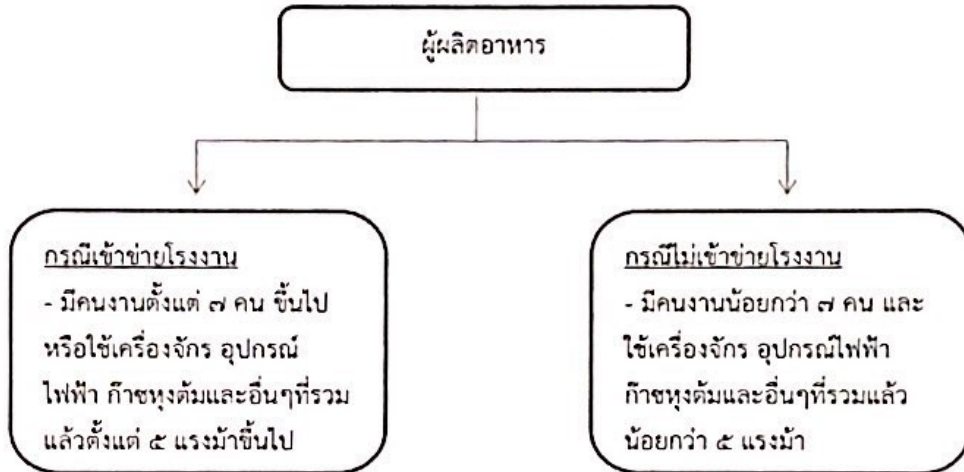 ผู้ผลิตอาหาร
กรณีเข้าข่ายโรงงาน
- มีคนงานตั้งแต่ ๗ คน ขึ้นไป
หรือใช้เครื่องจักร อุปกรณ์
ไฟฟ้า ก๊าซหุงต้มและอื่นๆที่รวม
แล้วตั้งแต่ ๕ แรงม้าขึ้นไป
กรณีไม่เข้าข่ายโรงงาน
- มีคนงานน้อยกว่า ๗ คน และ
ใช้เครื่องจักร อุปกรณ์ไฟฟ้า
ก๊าซหุงต้มและอื่นๆที่รวมแล้ว
น้อยกว่า ๕ แรงม้า